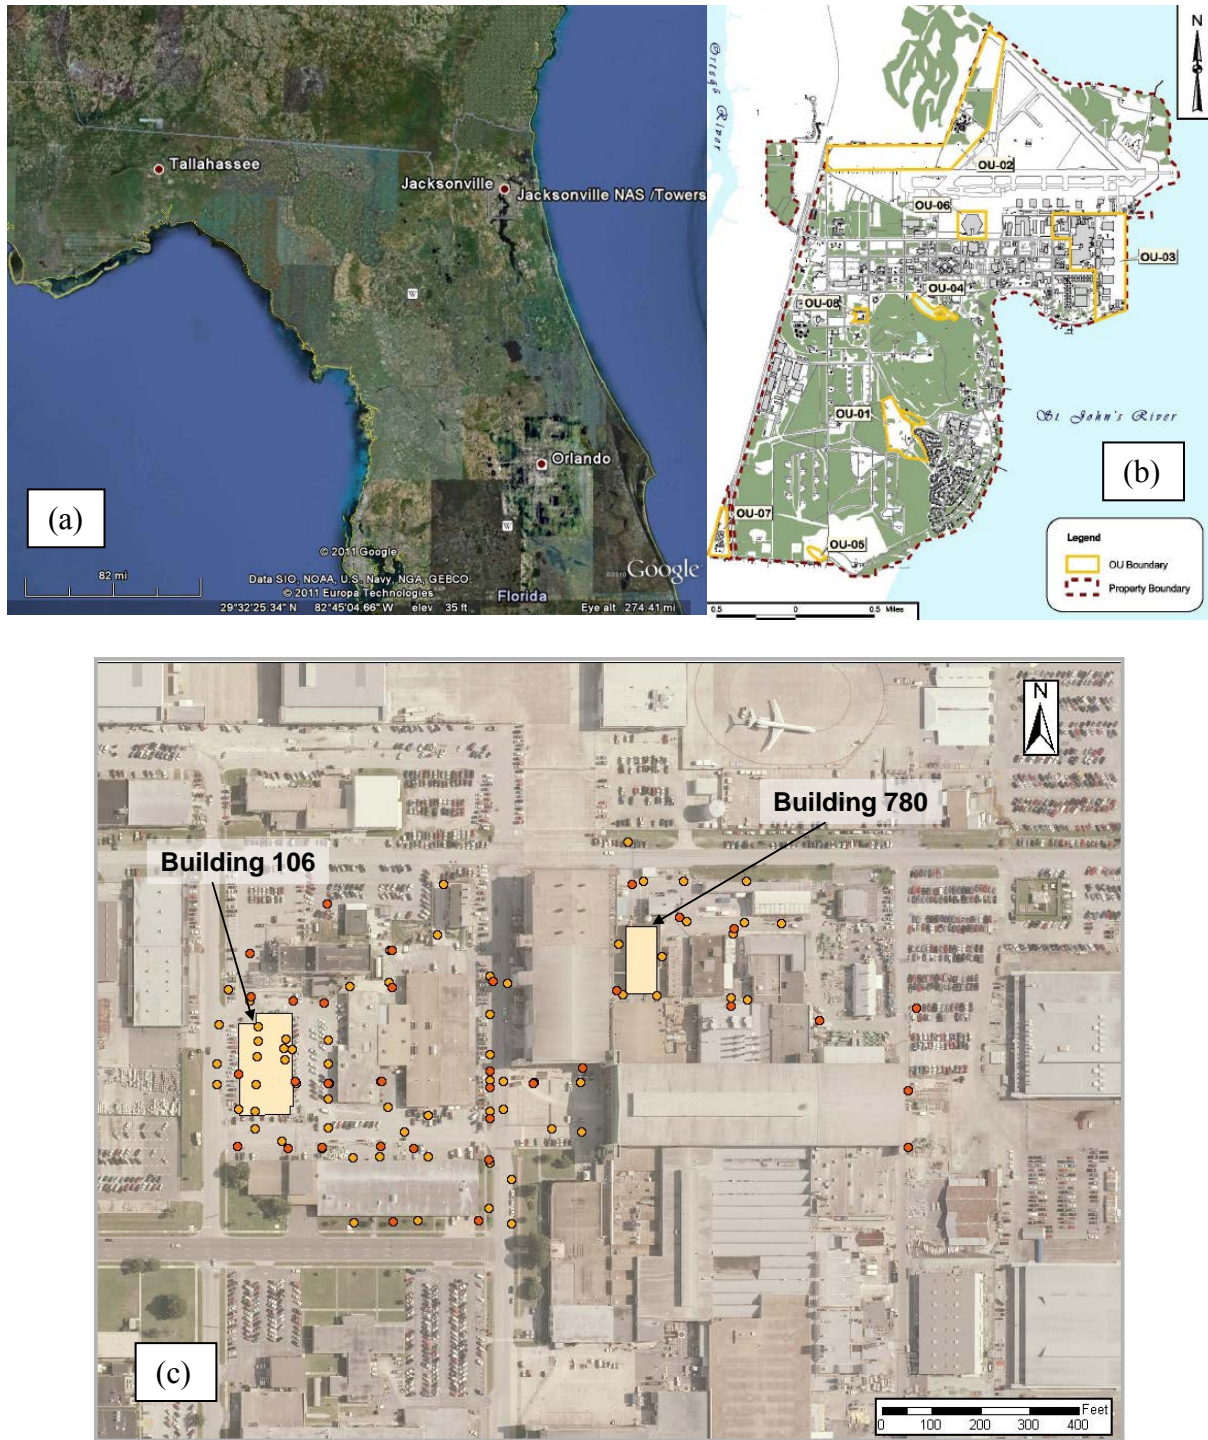 Tallahassee
Jacksonville
Jacksonville NAS /Towers
W
Orlando
W
(a)
© 2011 Google
82 mi
Data SIO, NOAA, U.S. Navy, NGA, GEBCO
© 2011 Europa Technologies
©2010 Google
Florida
29°32'25.34" N 82°45'04.66" W elev 35 ft
Eye alt 274.41 mi
N
Ortega River
OU-02
OU-06
OU-03
OU-04
OU-08
OU-01
St John's River
(b)
OU-07
OU-05
Legend
OU Boundary
Property Boundary
0.5 0 0.5 Miles
N
Building 780
Building 106
(c)
Feet
0 100 200 300 400